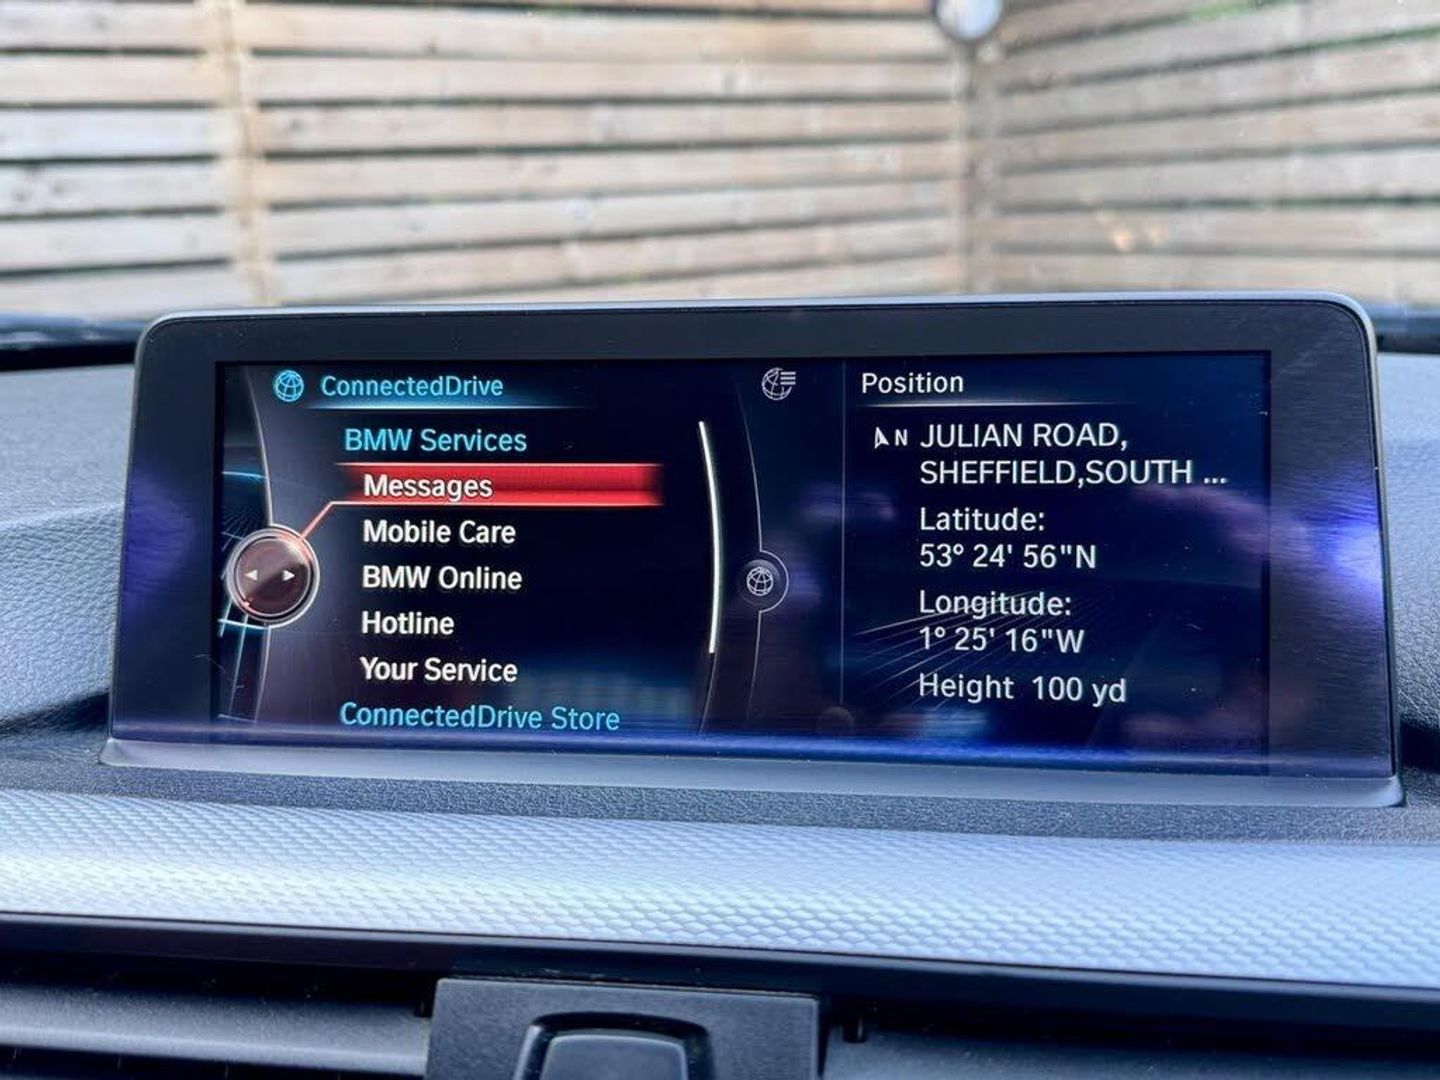 ConnectedDrive
BMW Services
Messages
Mobile Care
BMW Online
Hotline
Your Service
ConnectedDrive Store
Position
N JULIAN ROAD,
SHEFFIELD,SOUTH ...
Latitude:
53° 24' 56"N
Longitude:
1° 25' 16"W
Height 100 yd